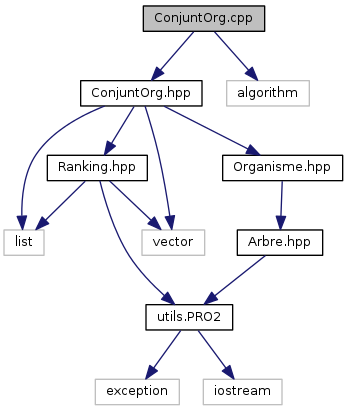 ConjuntOrg.cpp
ConjuntOrg.hpp
algorithm
Ranking.hpp
Organisme.hpp
list
vector
Arbre.hpp
utils.PRO2
exception
iostream